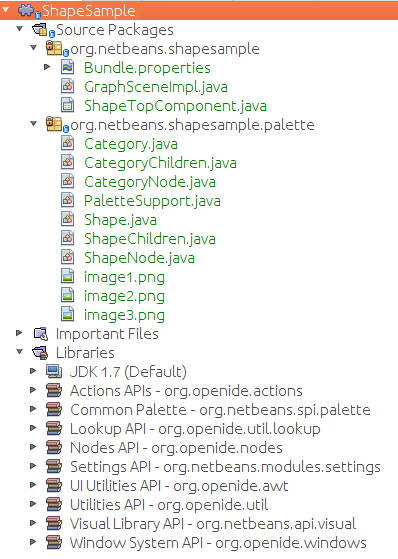 ShapeSample
Source Packages
org.netbeans.shapesample
Bundle.properties
GraphSceneImpl.java
ShapeTopComponent.java
org.netbeans.shapesample.palette
Category.java
CategoryChildren.java
CategoryNode.java
PaletteSupport.java
Shape.java
ShapeChildren.java
ShapeNode.java
image1.png
image2.png
image3.png
Important Files
Libraries
JDK 1.7 (Default)
Actions APIs - org.openide.actions
Common Palette - org.netbeans.spi.palette
Lookup API - org.openide.util.lookup
Nodes API - org.openide.nodes
Settings API - org.netbeans.modules.settings
UI Utilities API - org.openide.awt
Utilities API - org.openide.util
Visual Library API - org.netbeans.api.visual
Window System API - org.openide.windows